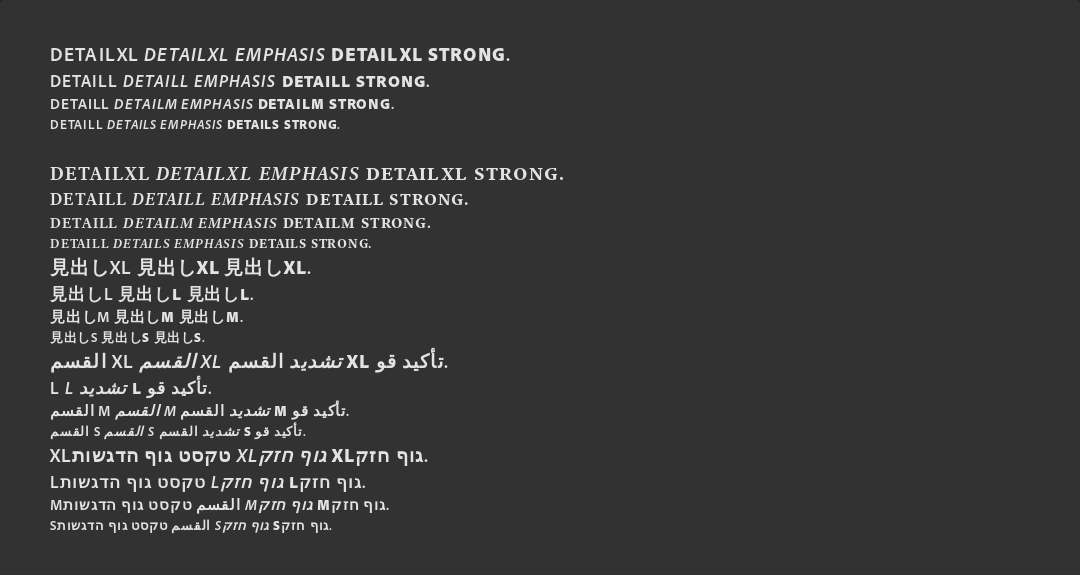 DETAILXL DETAILXL EMPHASIS DETAILXL STRONG.
DETAILL DETAILL EMPHASIS DETAILL STRONG.
DETAILL DETAILM EMPHASIS DETAILM STRONG.
DETAILL DETAILS EMPHASIS DETAILS STRONG.
DETAILXL DETAILXL EMPHASIS DETAILXL STRONG.
DETAILL DETAILL EMPHASIS DETAILL STRONG.
DETAILL DETAILM EMPHASIS DETAILM STRONG.
DETAILL DETAILS EMPHASIS DETAILS STRONG.
見出しXL 見出しXL 見出しXL.
見出しL 見出しL 見出しL.
見出しM 見出しM 見出しM.
見出しS 見出しS 見出しS.
القسم XL القسم XL تشديد القسم XL تأكيد قو.
L L تشديد L تأكيد قو.
القسم M القسم M تشديد القسم M تأكيد قو.
القسم S القسم S تشديد القسم S تأكيد قو.
XLטקסט גוף הדגשות XLגוף חזק XLגוף חזק.
Lטקסט גוף הדגשות Lגוף חזק Lגוף חזק.
Mالقسم טקסט גוף הדגשות Mגוף חזק Mגוף חזק.
Sالقسم טקסט גוף הדגשות Sגוף חזק Sגוף חזק.